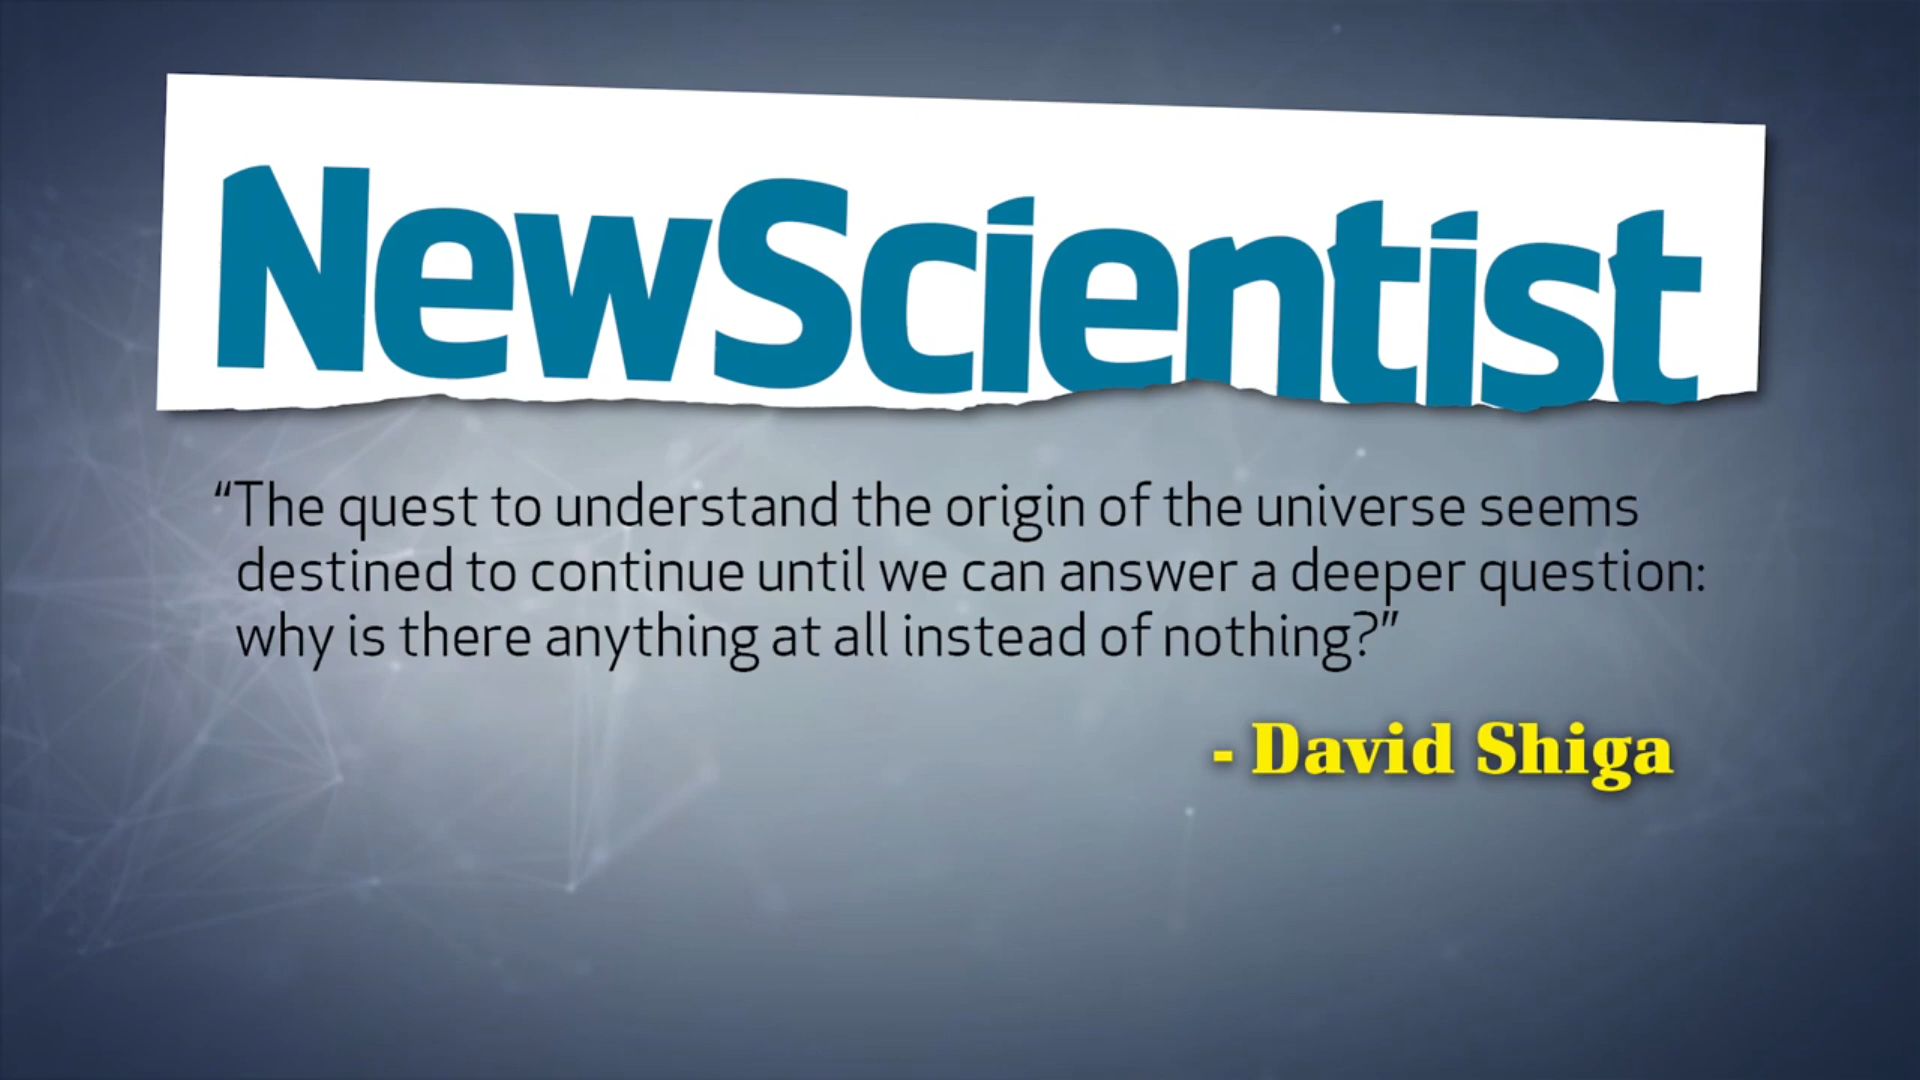 NewScientist
“The quest to understand the origin of the universe seems
destined to continue until we can answer a deeper question:
why is there anything at all instead of nothing?”
- David Shiga